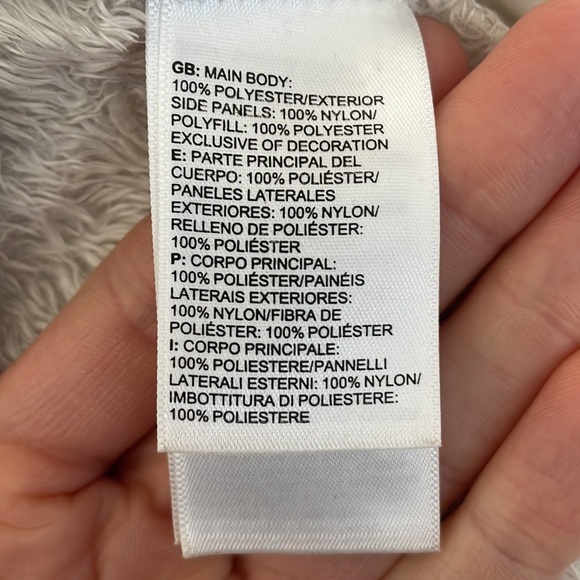 GB: MAIN BODY:
100% POLYESTER/EXTERIOR
SIDE PANELS: 100% NYLON/
POLYFILL: 100% POLYESTER
EXCLUSIVE OF DECORATION
E: PARTE PRINCIPAL DEL
CUERPO: 100% POLIÉSTER/
PANELES LATERALES
EXTERIORES: 100% NYLON/
RELLENO DE POLIÉSTER:
100% POLIÉSTER
P: CORPO PRINCIPAL:
100% POLIÉSTER/PAINÉIS
LATERAIS EXTERIORES:
100% NYLON/FIBRA DE
POLIÉSTER: 100% POLIÉSTER
I: CORPO PRINCIPALE:
100% POLIESTERE/PANNELLI
LATERALI ESTERNI: 100% NYLON/
IMBOTTITURA DI POLIESTERE:
100% POLIESTERE